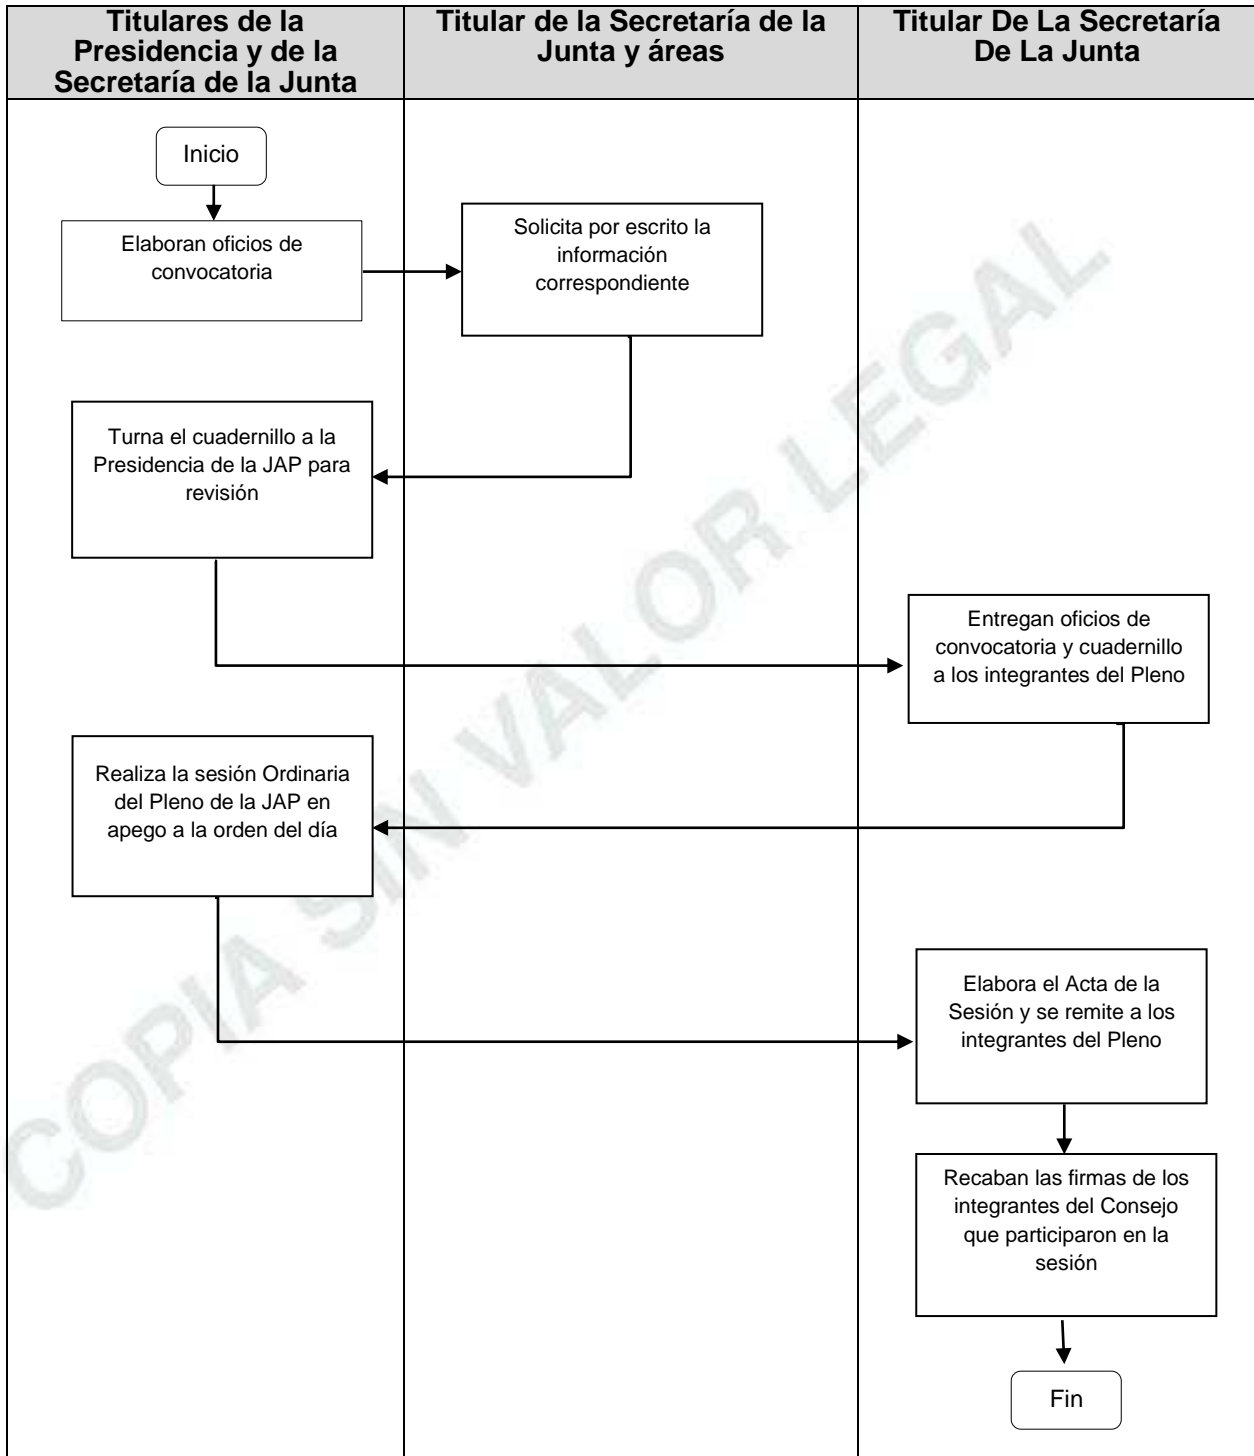 Titulares de la
Presidencia y de la
Secretaría de la Junta
Titular de la Secretaría de la
Junta y áreas
Titular De La Secretaría
De La Junta
Inicio
Elaboran oficios de
convocatoria
Solicita por escrito la
información
correspondiente
Turna el cuadernillo a la
Presidencia de la JAP para
revisión
Entregan oficios de
convocatoria y cuadernillo
a los integrantes del Pleno
Realiza la sesión Ordinaria
del Pleno de la JAP en
apego a la orden del día
Elabora el Acta de la
Sesión y se remite a los
integrantes del Pleno
Recaban las firmas de los
integrantes del Consejo
que participaron en la
sesión
Fin
COPIA SIN VALOR LEGAL